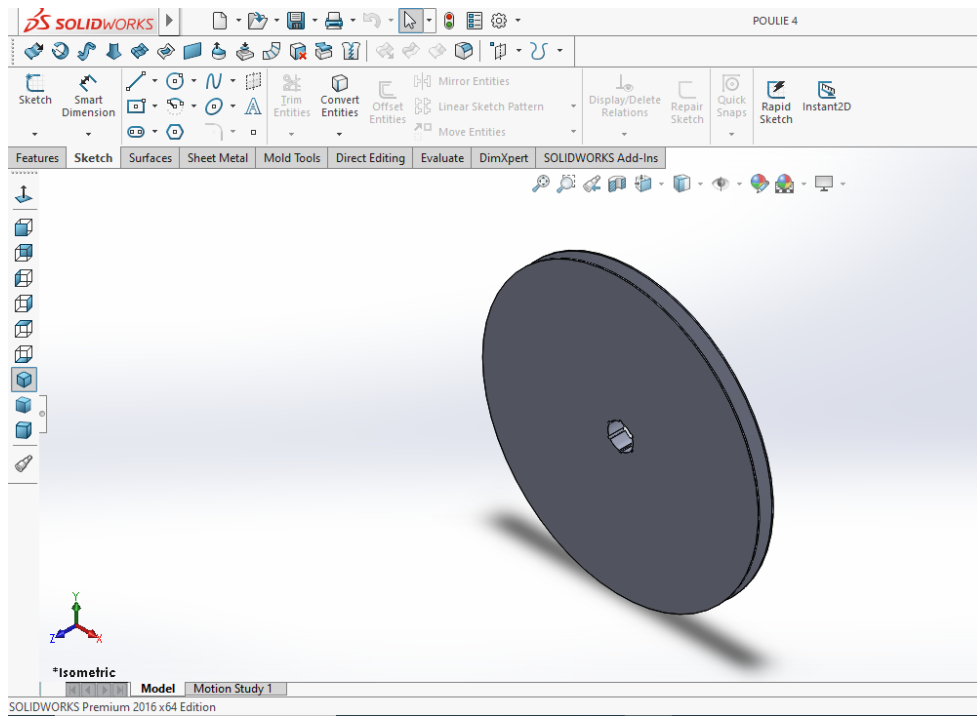 SOLIDWORKS POULIE 4
Sketch Smart Dimension Trim Entities Convert Entities Offset Entities Mirror Entities Display/Delete Relations Repair Sketch Quick Snaps Rapid Sketch Instant2D
Linear Sketch Pattern
Move Entities
Features Sketch Surfaces Sheet Metal Mold Tools Direct Editing Evaluate DimXpert SOLIDWORKS Add-Ins
Y
Z X
*Isometric
Model Motion Study 1
SOLIDWORKS Premium 2016 x64 Edition